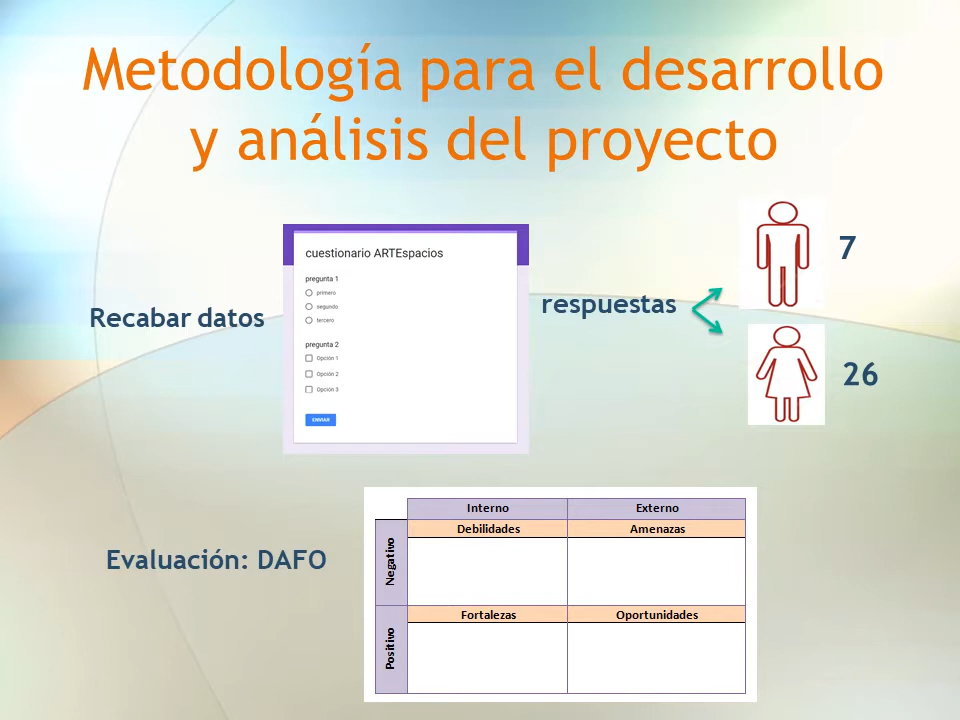 Metodología para el desarrollo
y análisis del proyecto
Recabar datos
cuestionario ARTEspacios
pregunta 1
primero
segundo
tercero
pregunta 2
Opción 1
Opción 2
Opción 3
ENVIAR
respuestas
7
26
Evaluación: DAFO
Interno Externo
Negativo
Debilidades Amenazas
Positivo
Fortalezas Oportunidades